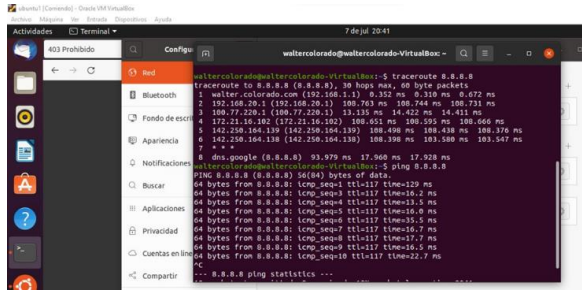 ubuntu1 [Corriendo] - Oracle VM VirtualBox
Archivo Máquina Ver Entrada Dispositivos Ayuda
Actividades Terminal 7 de jul 20:41
403 Prohibido
Configu
waltercolorado@waltercolorado-VirtualBox: ~
Red
Bluetooth
Fondo de escri
Apariencia
Notificaciones
Buscar
Aplicaciones
Privacidad
Cuentas en líne
Compartir
waltercolorado@waltercolorado-VirtualBox:~$ traceroute 8.8.8.8
traceroute to 8.8.8.8 (8.8.8.8), 30 hops max, 60 byte packets
1 walter.colorado.com (192.168.1.1) 0.352 ms 0.310 ms 0.672 ms
2 192.168.20.1 (192.168.20.1) 108.763 ms 108.744 ms 108.731 ms
3 100.77.220.1 (100.77.220.1) 13.135 ms 14.422 ms 14.411 ms
4 172.21.16.102 (172.21.16.102) 108.651 ms 108.595 ms 108.666 ms
5 142.250.164.139 (142.250.164.139) 108.498 ms 108.438 ms 108.376 ms
6 142.250.164.138 (142.250.164.138) 108.398 ms 103.580 ms 103.547 ms
7 * * *
8 dns.google (8.8.8.8) 93.979 ms 17.960 ms 17.928 ms
waltercolorado@waltercolorado-VirtualBox:~$ ping 8.8.8.8
PING 8.8.8.8 (8.8.8.8) 56(84) bytes of data.
64 bytes from 8.8.8.8: icmp_seq=1 ttl=117 time=129 ms
64 bytes from 8.8.8.8: icmp_seq=3 ttl=117 time=16.2 ms
64 bytes from 8.8.8.8: icmp_seq=4 ttl=117 time=13.5 ms
64 bytes from 8.8.8.8: icmp_seq=5 ttl=117 time=16.0 ms
64 bytes from 8.8.8.8: icmp_seq=6 ttl=117 time=35.5 ms
64 bytes from 8.8.8.8: icmp_seq=7 ttl=117 time=16.7 ms
64 bytes from 8.8.8.8: icmp_seq=8 ttl=117 time=17.7 ms
64 bytes from 8.8.8.8: icmp_seq=9 ttl=117 time=16.5 ms
64 bytes from 8.8.8.8: icmp_seq=10 ttl=117 time=22.7 ms
^C
--- 8.8.8.8 ping statistics ---